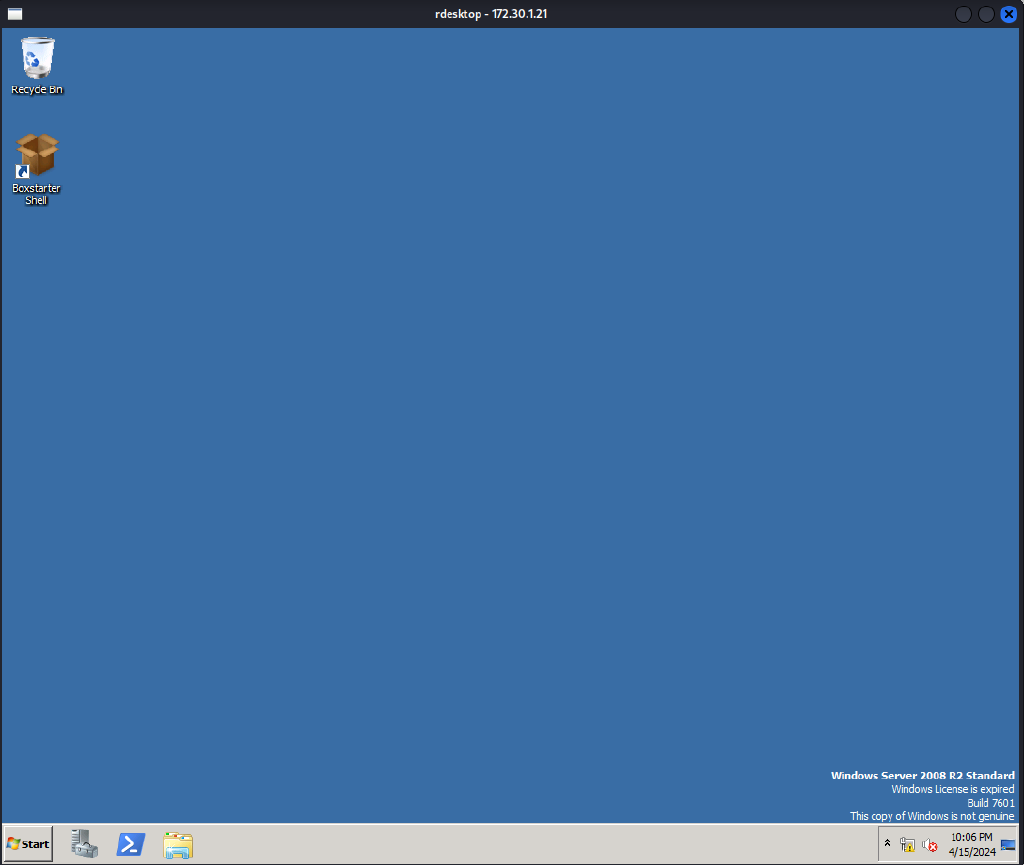 rdesktop - 172.30.1.21
Recycle Bin
Boxstarter
Shell
Windows Server 2008 R2 Standard
Windows License is expired
Build 7601
This copy of Windows is not genuine
Start
10:06 PM
4/15/2024